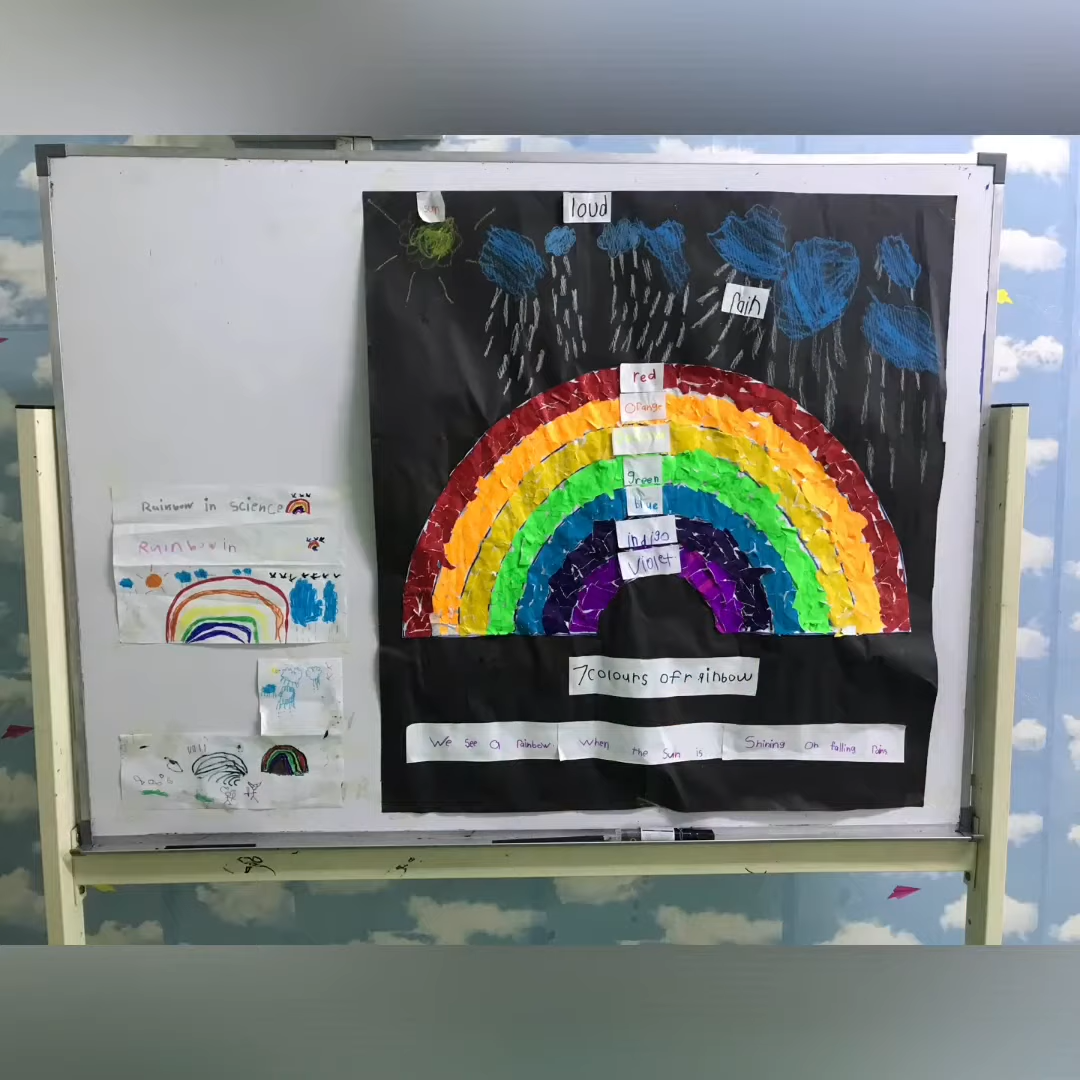 sun
loud
Rain
red
Orange
green
blue
indigo
violet
7colours of rainbow
We See a Rainbow When the Sun is Shining on falling Rain
Rainbow in science
Rainbow in